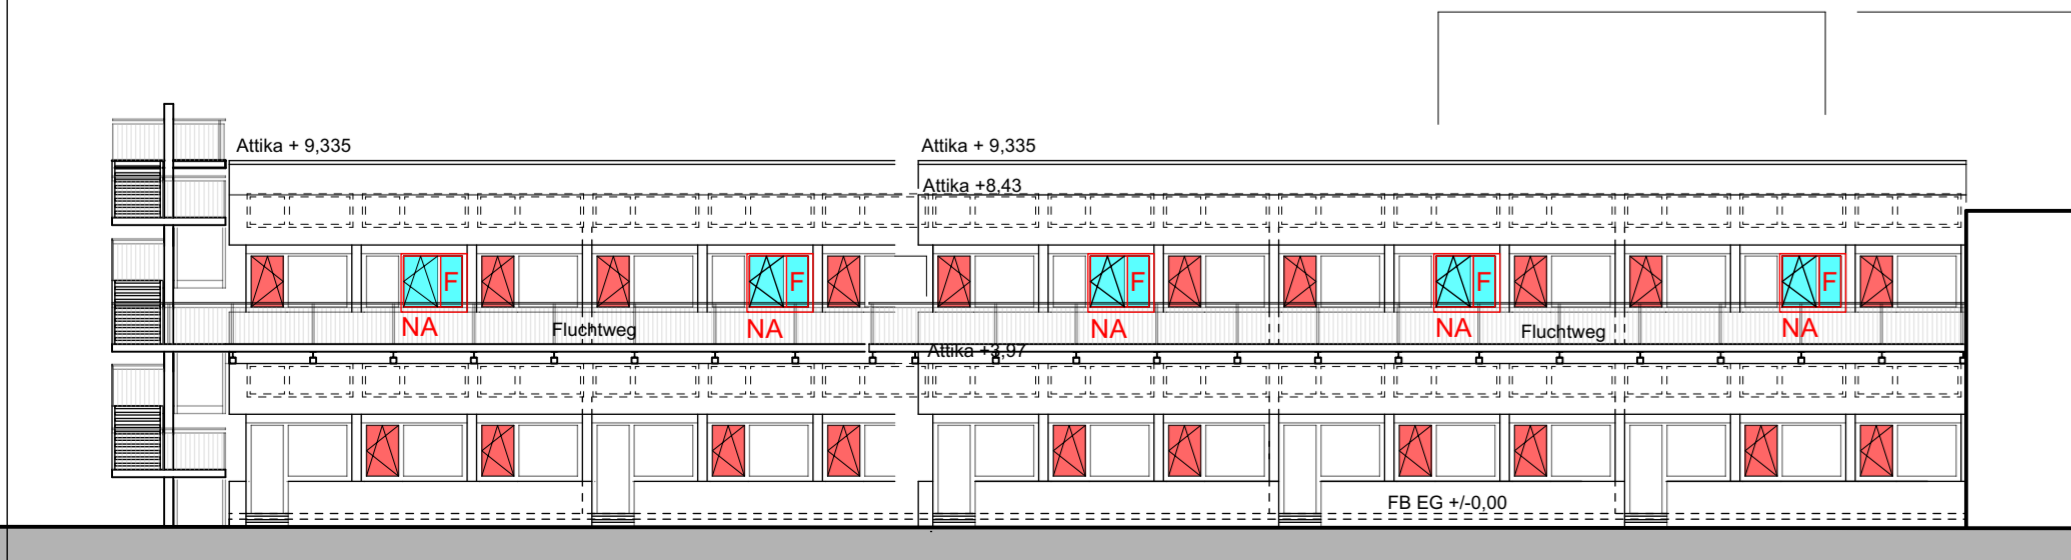 Attika + 9,335
Attika + 9,335
Attika +8,43
F
F
F
F
F
NA
NA
NA
NA
NA
Fluchtweg
Fluchtweg
Attika +3,97
FB EG +/-0,00